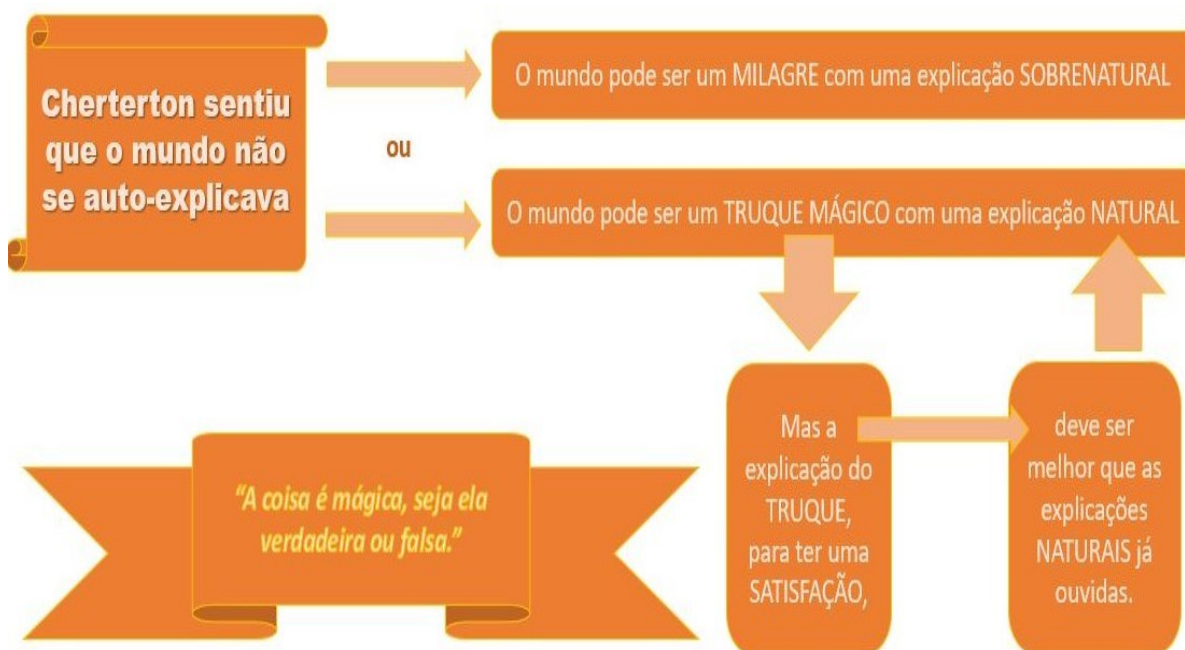 Cherterton sentiu
que o mundo não
se auto-explicava
O mundo pode ser um MILAGRE com uma explicação SOBRENATURAL
ou
O mundo pode ser um TRUQUE MÁGICO com uma explicação NATURAL
Mas a
explicação do
TRUQUE,
para ter uma
SATISFAÇÃO,
deve ser
melhor que as
explicações
NATURAIS já
ouvidas.
“A coisa é mágica, seja ela
verdadeira ou falsa.”